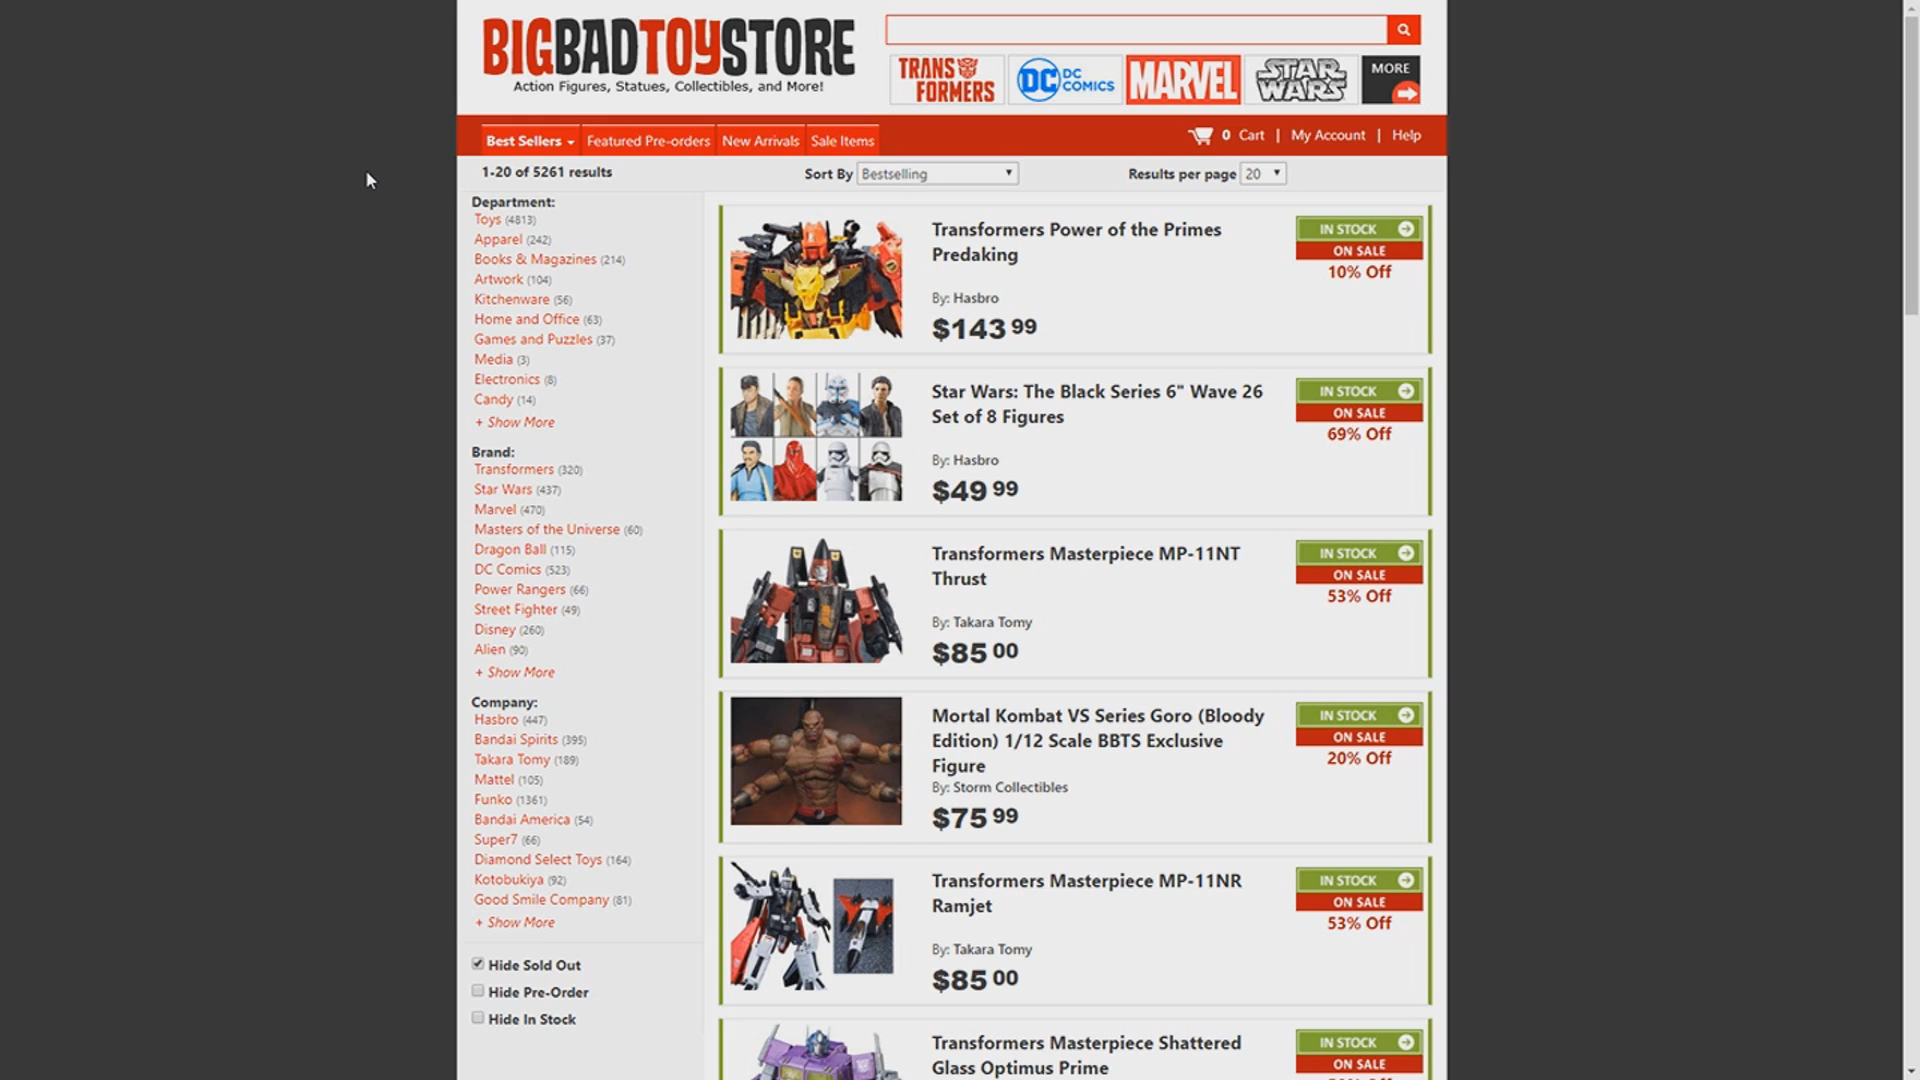 BIGBADTOYSTORE
Action Figures, Statues, Collectibles, and More!
TRANSFORMERS
DC DC COMICS
MARVEL
STAR WARS
MORE
Best Sellers
Featured Pre-orders
New Arrivals
Sale Items
0 Cart | My Account | Help
1-20 of 5261 results
Sort By Bestselling
Results per page 20
Department:
Toys (4813)
Apparel (242)
Books & Magazines (214)
Artwork (104)
Kitchenware (56)
Home and Office (63)
Games and Puzzles (37)
Media (3)
Electronics (8)
Candy (14)
+ Show More
Brand:
Transformers (320)
Star Wars (437)
Marvel (470)
Masters of the Universe (60)
Dragon Ball (115)
DC Comics (523)
Power Rangers (66)
Street Fighter (49)
Disney (260)
Alien (90)
+ Show More
Company:
Hasbro (447)
Bandai Spirits (395)
Takara Tomy (189)
Mattel (105)
Funko (1361)
Bandai America (54)
Super7 (66)
Diamond Select Toys (164)
Kotobukiya (92)
Good Smile Company (81)
+ Show More
Hide Sold Out
Hide Pre-Order
Hide In Stock
Transformers Power of the Primes
Predaking
By: Hasbro
$143 99
IN STOCK
ON SALE
10% Off
Star Wars: The Black Series 6" Wave 26
Set of 8 Figures
By: Hasbro
$49 99
IN STOCK
ON SALE
69% Off
Transformers Masterpiece MP-11NT
Thrust
By: Takara Tomy
$85 00
IN STOCK
ON SALE
53% Off
Mortal Kombat VS Series Goro (Bloody
Edition) 1/12 Scale BBTS Exclusive
Figure
By: Storm Collectibles
$75 99
IN STOCK
ON SALE
20% Off
Transformers Masterpiece MP-11NR
Ramjet
By: Takara Tomy
$85 00
IN STOCK
ON SALE
53% Off
Transformers Masterpiece Shattered
Glass Optimus Prime
IN STOCK
ON SALE